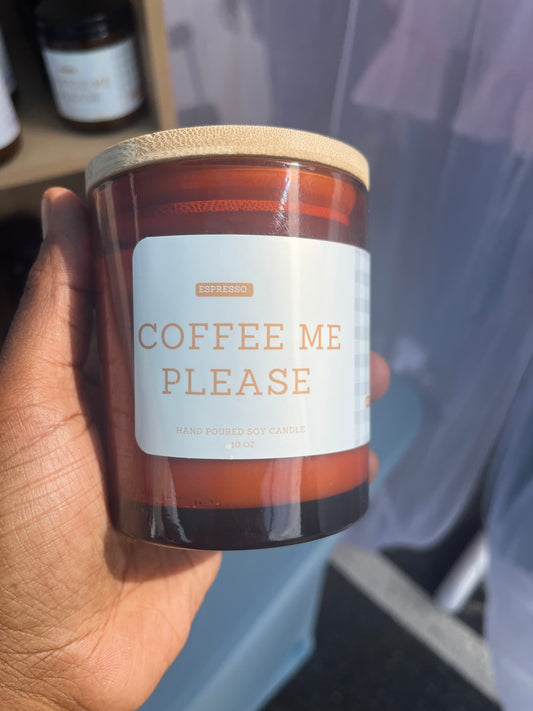 ESPRESSO
COFFEE ME
PLEASE
HAND POURED SOY CANDLE
10 OZ